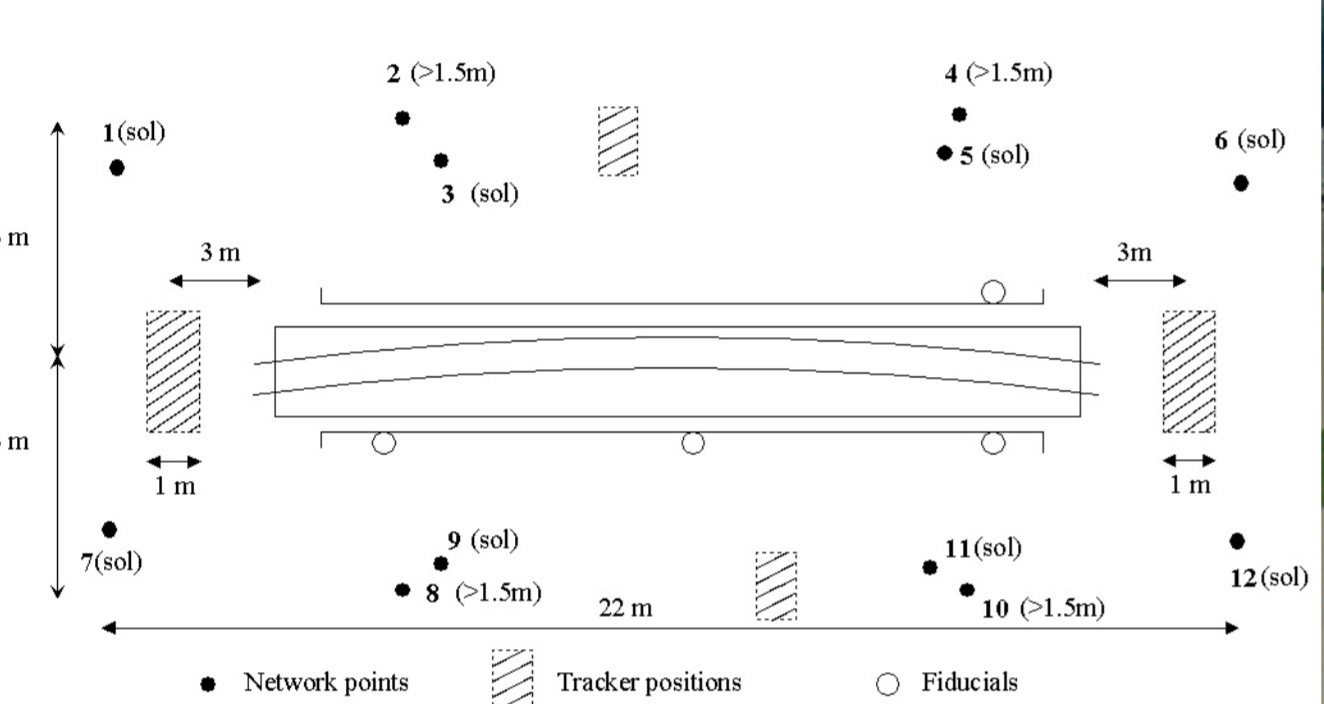 2 (>1.5m)
4 (>1.5m)
1(sol)
6 (sol)
5 (sol)
3 (sol)
m
3 m
3m
m
1 m
1 m
9 (sol)
11(sol)
7(sol)
8 (>1.5m)
12(sol)
22 m
10 (>1.5m)
Network points
Tracker positions
Fiducials